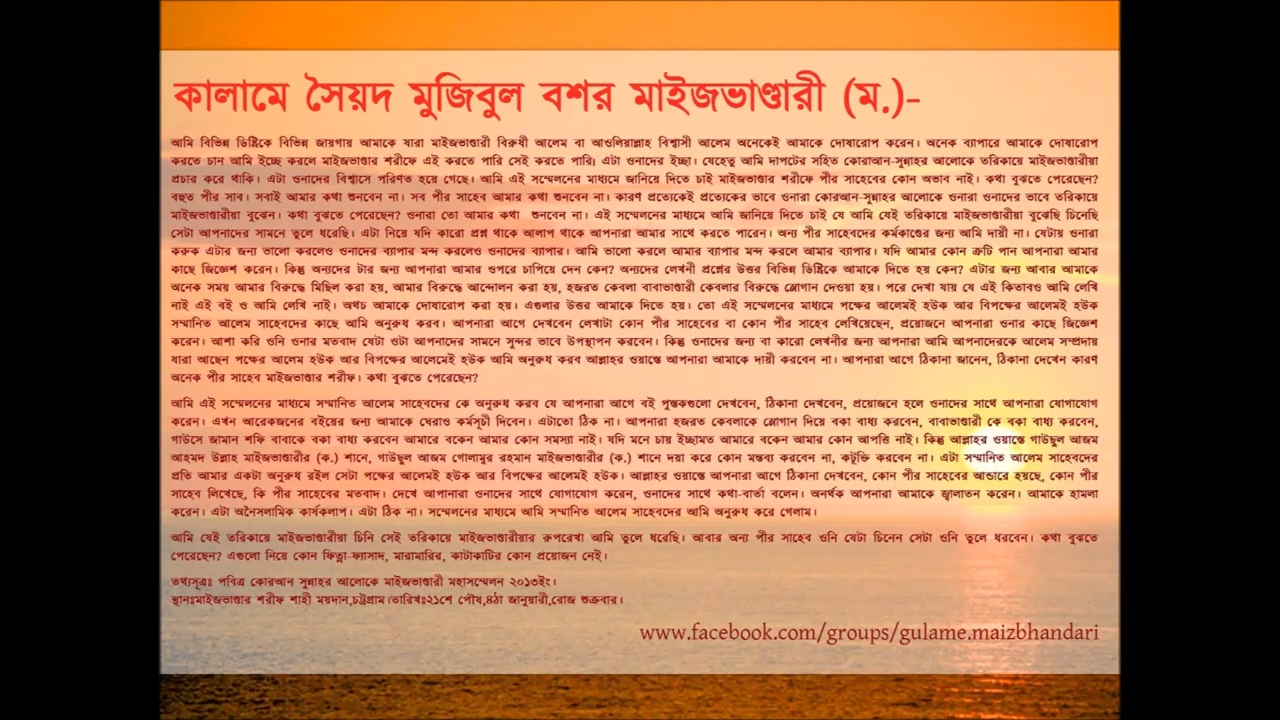 কালামে সৈয়দ মুজিবুল বশর মাইজভাণ্ডারী (ম.)-
আমি বিভিন্ন ডিষ্টিকে বিভিন্ন জায়গায় আমাকে যারা মাইজভাণ্ডারী বিরুধী আলেম বা আওলিয়াল্লাহ বিশ্বাসী আলেম অনেকেই আমাকে দোষারোপ করেন। অনেক ব্যাপারে আমাকে দোষারোপ
করতে চান আমি ইচ্ছে করলে মাইজভাণ্ডার শরীফে এই করতে পারি সেই করতে পারি; এটা ওনাদের ইচ্ছা। যেহেতু আমি দাপটের সহিত কোরাআন-সুন্নাহর আলোকে তরিকায়ে মাইজভাণ্ডারীয়া
প্রচার করে থাকি। এটা ওনাদের বিশ্বাসে পরিণত হয়ে গেছে। আমি এই সম্মেলনের মাধ্যমে জানিয়ে দিতে চাই মাইজভাণ্ডার শরীফে পীর সাহেবের কোন অভাব নাই। কথা বুঝতে পেরেছেন?
বহুত পীর সাব। সবাই আমার কথা শুনবেন না। সব পীর সাহেব আমার কথা শুনবেন না। কারণ প্রত্যেকেই প্রত্যেকের ভাবে ওনারা কোরআন-সুন্নাহর আলোকে ওনারা ওনাদের ভাবে তরিকায়ে
মাইজভাণ্ডারীয়া বুঝেন। কথা বুঝতে পেরেছেন? ওনারা তো আমার কথা শুনবেন না। এই সম্মেলনের মাধ্যমে আমি জানিয়ে দিতে চাই যে আমি যেই তরিকায়ে মাইজভাণ্ডারীয়া বুঝেছি চিনেছি
সেটা আপনাদের সামনে তুলে ধরেছি। এটা নিয়ে যদি কারো প্রশ্ন থাকে আলাপ থাকে আপনারা আমার সাথে করতে পারেন। অন্য পীর সাহেবদের কর্মকাণ্ডের জন্য আমি দায়ী না। যেটায় ওনারা
করুক এটার জন্য ভালো করলেও ওনাদের ব্যাপার মন্দ করলেও ওনাদের ব্যাপার। আমি ভালো করলে আমার ব্যাপার মন্দ করলে আমার ব্যাপার। যদি আমার কোন ক্রটি পান আপনারা আমার
কাছে জিজ্ঞেশ করেন। কিন্তু অন্যদের টার জন্য আপনারা আমার ওপরে চাপিয়ে দেন কেন? অন্যদের লেখনী প্রশ্নের উত্তর বিভিন্ন ডিষ্টিকে আমাকে দিতে হয় কেন? এটার জন্য আবার আমাকে
অনেক সময় আমার বিরুদ্ধে মিছিল করা হয়, আমার বিরুদ্ধে আন্দোলন করা হয়, হজরত কেবলা বাবাভাণ্ডারী কেবলার বিরুদ্ধে স্লোগান দেওয়া হয়। পরে দেখা যায় যে এই কিতাবও আমি লেখি
নাই এই বই ও আমি লেখি নাই। অথচ আমাকে দোষারোপ করা হয়। এগুলার উত্তর আমাকে দিতে হয়। তো এই সম্মেলনের মাধ্যমে পক্ষের আলেমই হউক আর বিপক্ষের আলেমই হউক
সম্মানিত আলেম সাহেবদের কাছে আমি অনুরুধ করব। আপনারা আগে দেখবেন লেখাটা কোন পীর সাহেবের বা কোন পীর সাহেব লেখিয়েছেন, প্রয়োজনে আপনারা ওনার কাছে জিজ্ঞেশ
করেন। আশা করি ওনি ওনার মতবাদ যেটা ওটা আপনাদের সামনে সুন্দর ভাবে উপস্থাপন করবেন। কিন্তু ওনাদের জন্য বা কারো লেখনীর জন্য আপনারা আমি আপনাদেরকে আলেম সম্প্রদায়
যারা আছেন পক্ষের আলেম হউক আর বিপক্ষের আলেমেই হউক আমি অনুরুধ করব আল্লাহর ওয়াস্তে আপনারা আমাকে দায়ী করবেন না। আপনারা আগে ঠিকানা জানেন, ঠিকানা দেখেন কারণ
অনেক পীর সাহেব মাইজভাণ্ডার শরীফ। কথা বুঝতে পেরেছেন?
আমি এই সম্মেলনের মাধ্যমে সম্মানিত আলেম সাহেবদের কে অনুরুধ করব যে আপনারা আগে বই পুস্তকগুলো দেখবেন, ঠিকানা দেখবেন, প্রয়োজনে হলে ওনাদের সাথে আপনারা যোগাযোগ
করেন। এখন আরেকজনের বইয়ের জন্য আমাকে ঘেরাও কর্মসূচী দিবেন। এটাতো ঠিক না। আপনারা হজরত কেবলাকে স্লোগান দিয়ে বকা বাধ্য করবেন, বাবাভাণ্ডারী কে বকা বাধ্য করবেন,
গাউসে জামান শফি বাবাকে বকা বাধ্য করবেন আমারে বকেন আমার কোন সমস্যা নাই। যদি মনে চায় ইচ্ছামত আমারে বকেন আমার কোন আপত্তি নাই। কিন্তু আল্লাহর ওয়াস্তে গাউছুল আজম
আহমদ উল্লাহ মাইজভাণ্ডারীর (ক.) শানে, গাউছুল আজম গোলামুর রহমান মাইজভাণ্ডারীর (ক.) শানে দয়া করে কোন মন্তব্য করবেন না, কটূক্তি করবেন না। এটা সম্মানিত আলেম সাহেবদের
প্রতি আমার একটা অনুরুধ রইল সেটা পক্ষের আলেমই হউক আর বিপক্ষের আলেমই হউক। আল্লাহর ওয়াস্তে আপনারা আগে ঠিকানা দেখবেন, কোন পীর সাহেবের আন্ডারে হয়ছে, কোন পীর
সাহেব লিখেছে, কি পীর সাহেবের মতবাদ। দেখে আপনারা ওনাদের সাথে যোগাযোগ করেন, ওনাদের সাথে কথা-বার্তা বলেন। অনর্থক আপনারা আমাকে জ্বালাতন করেন। আমাকে হামলা
করেন। এটা অনৈসলামিক কার্যকলাপ। এটা ঠিক না। সম্মেলনের মাধ্যমে আমি সম্মানিত আলেম সাহেবদের আমি অনুরুধ করে গেলাম।
আমি যেই তরিকায়ে মাইজভাণ্ডারীয়া চিনি সেই তরিকায়ে মাইজভাণ্ডারীয়ার রুপরেখা আমি তুলে ধরেছি। আবার অন্য পীর সাহেব ওনি যেটা চিনেন সেটা ওনি তুলে ধরবেন। কথা বুঝতে
পেরেছেন? এগুলো নিয়ে কোন ফিত্না-ফ্যাসাদ, মারামারির, কাটাকাটির কোন প্রয়োজন নেই।
তথ্যসূত্রঃ পবিত্র কোরআন সুন্নাহর আলোকে মাইজভাণ্ডারী মহাসম্মেলন ২০১৩ইং।
স্থানঃমাইজভাণ্ডার শরীফ শাহী ময়দান,চট্টগ্রাম।তারিখঃ২১শে পৌষ,৪ঠা জানুয়ারী,রোজ শুক্রবার।
www.facebook.com/groups/gulame.maizbhandari